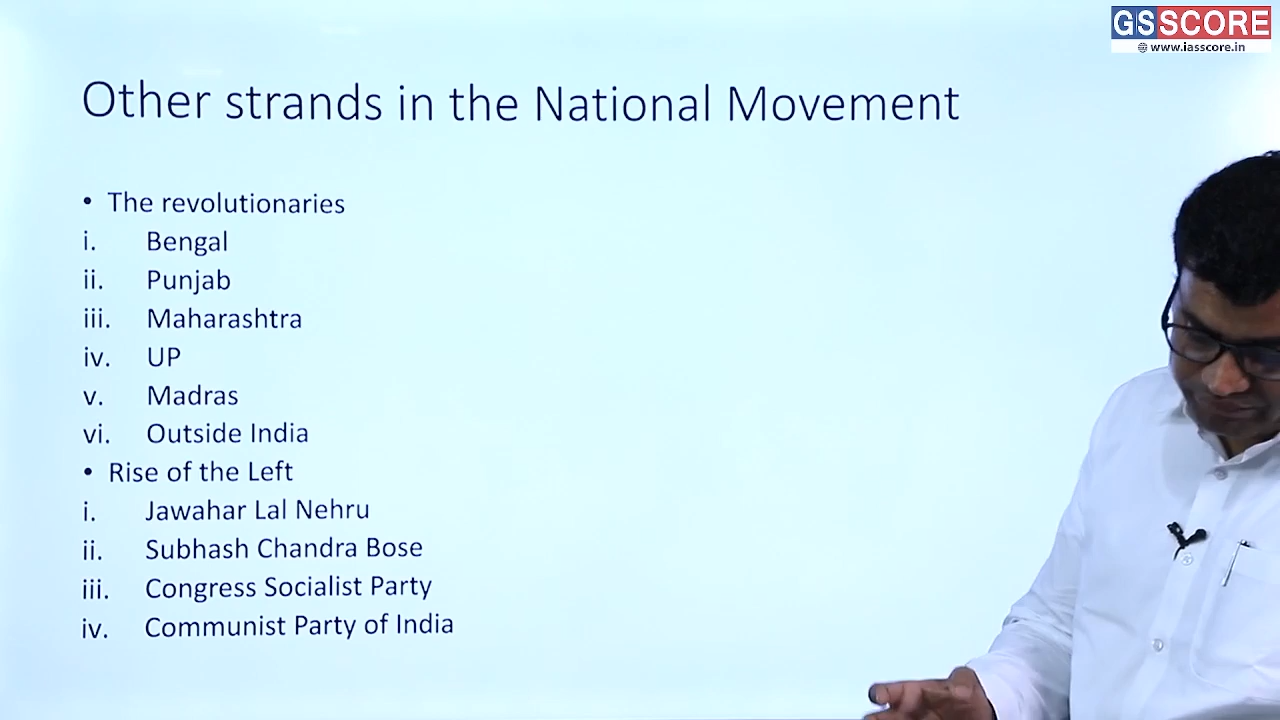 GSSCORE
www.iasscore.in
Other strands in the National Movement
• The revolutionaries
i. Bengal
ii. Punjab
iii. Maharashtra
iv. UP
v. Madras
vi. Outside India
• Rise of the Left
i. Jawahar Lal Nehru
ii. Subhash Chandra Bose
iii. Congress Socialist Party
iv. Communist Party of India